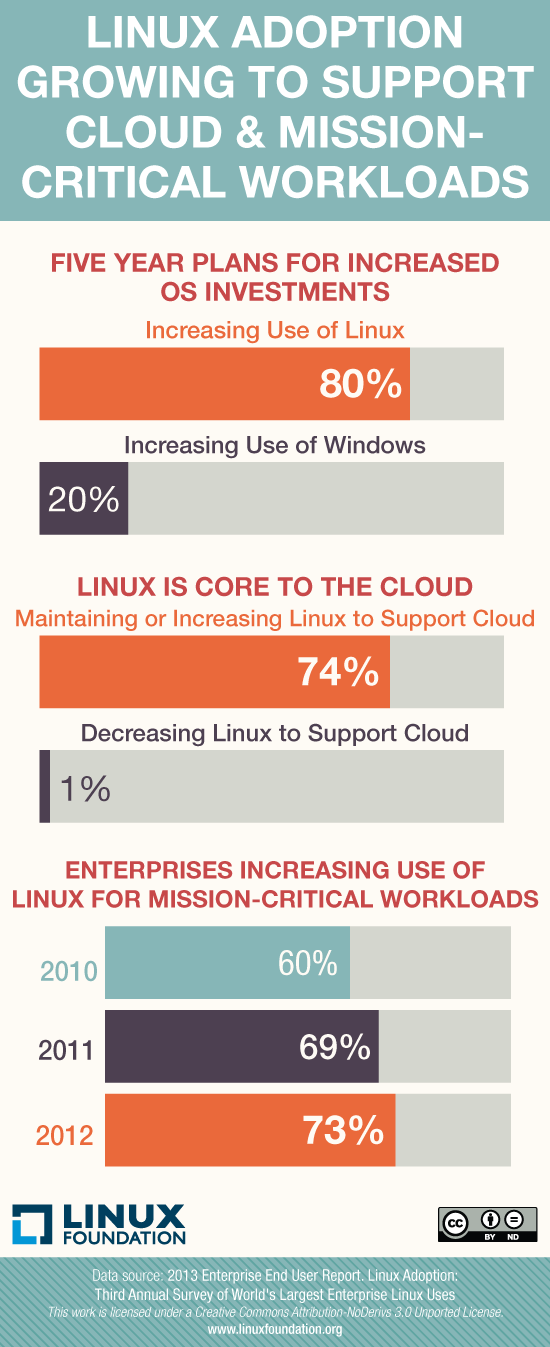 LINUX ADOPTION
GROWING TO SUPPORT
CLOUD & MISSION-
CRITICAL WORKLOADS
FIVE YEAR PLANS FOR INCREASED
OS INVESTMENTS
Increasing Use of Linux
80%
Increasing Use of Windows
20%
LINUX IS CORE TO THE CLOUD
Maintaining or Increasing Linux to Support Cloud
74%
Decreasing Linux to Support Cloud
1%
ENTERPRISES INCREASING USE OF
LINUX FOR MISSION-CRITICAL WORKLOADS
2010 60%
2011 69%
2012 73%
LINUX
FOUNDATION
cc
BY ND
Data source: 2013 Enterprise End User Report. Linux Adoption:
Third Annual Survey of World's Largest Enterprise Linux Uses
This work is licensed under a Creative Commons Attribution-NoDerivs 3.0 Unported License.
www.linuxfoundation.org